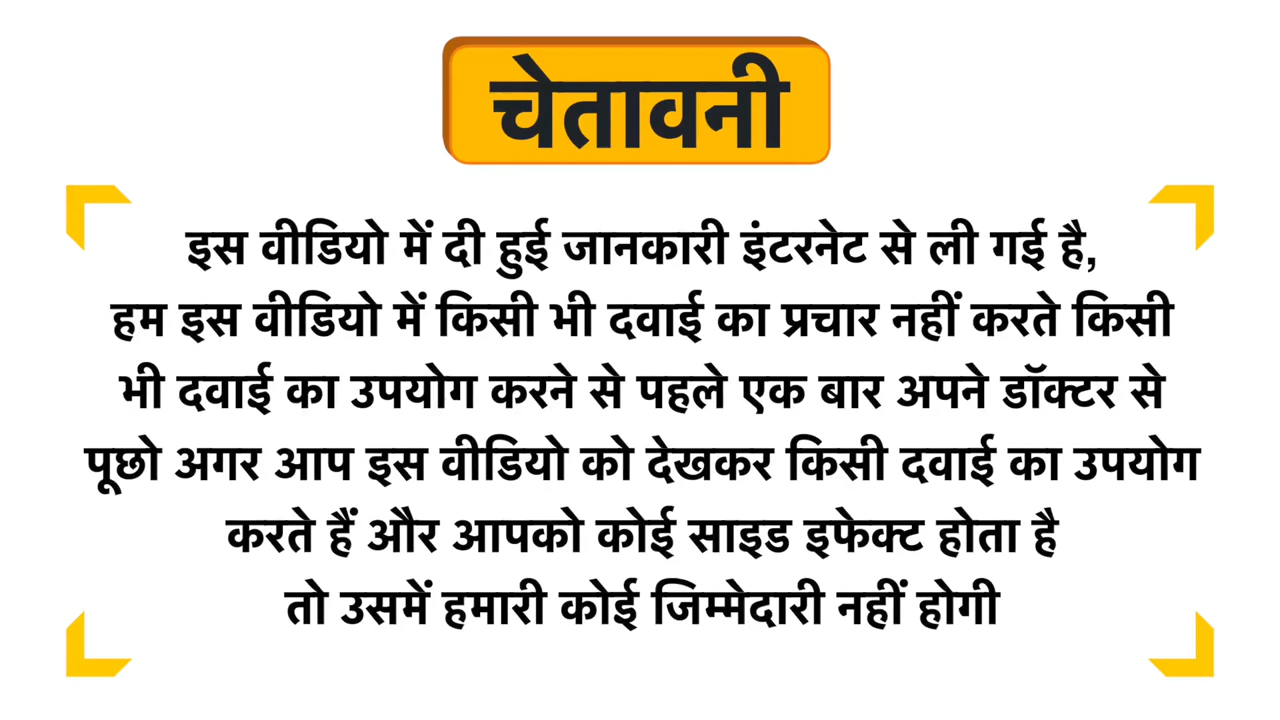 चेतावनी
इस वीडियो में दी हुई जानकारी इंटरनेट से ली गई है,
हम इस वीडियो में किसी भी दवाई का प्रचार नहीं करते किसी
भी दवाई का उपयोग करने से पहले एक बार अपने डॉक्टर से
पूछो अगर आप इस वीडियो को देखकर किसी दवाई का उपयोग
करते हैं और आपको कोई साइड इफेक्ट होता है
तो उसमें हमारी कोई जिम्मेदारी नहीं होगी